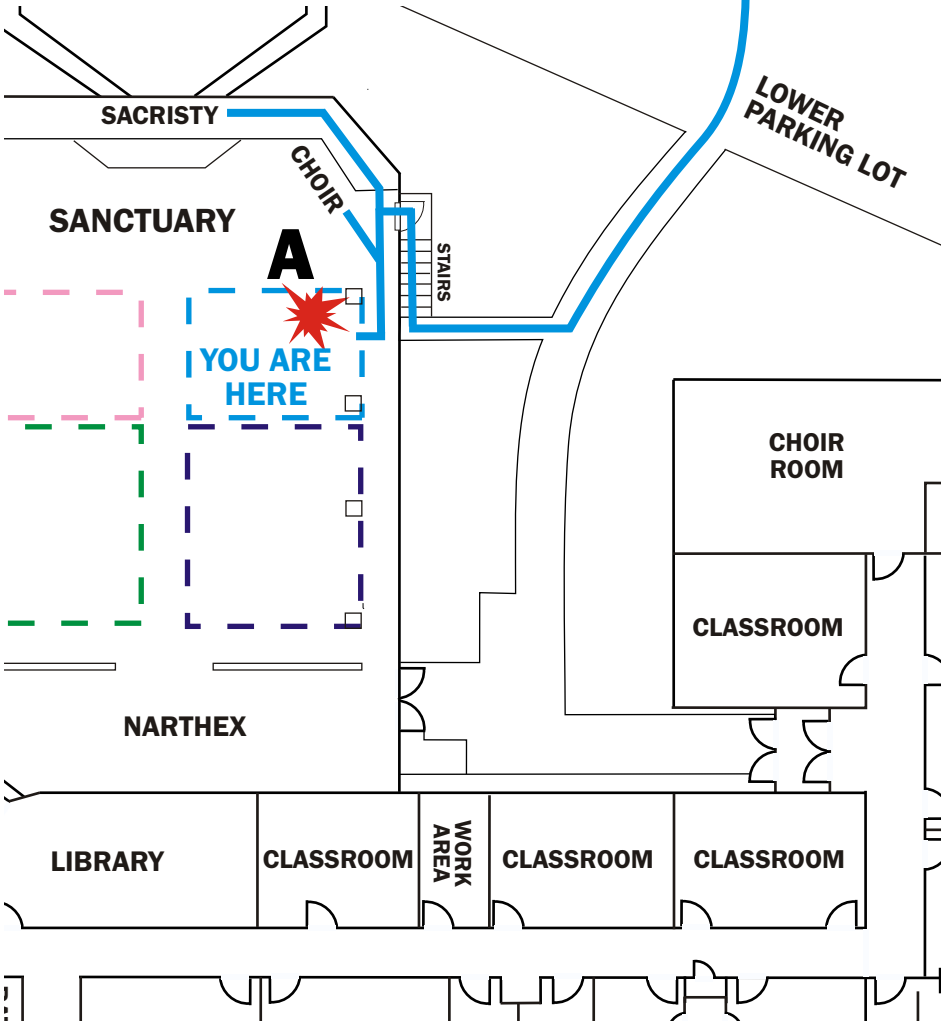 LOWER
PARKING LOT
SACRISTY
CHOIR
SANCTUARY
A
STAIRS
YOU ARE
HERE
CHOIR
ROOM
CLASSROOM
NARTHEX
LIBRARY
CLASSROOM
WORK
AREA
CLASSROOM
CLASSROOM